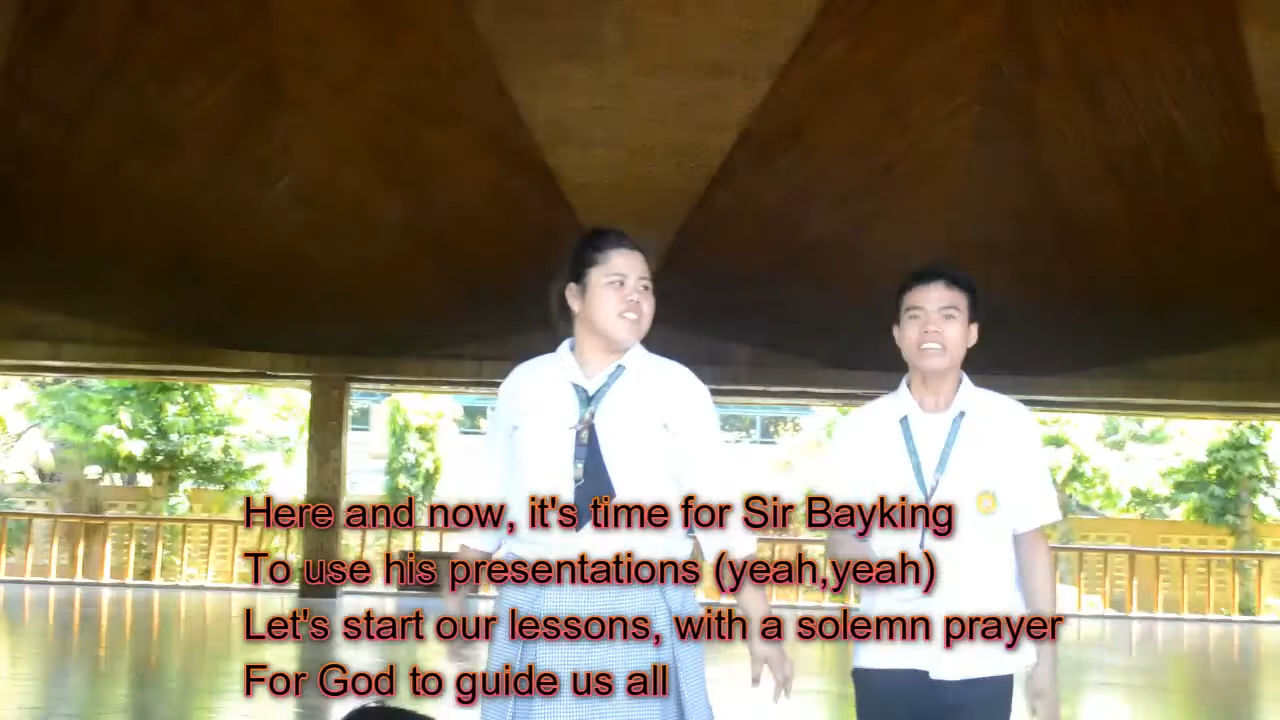 Here and now, it's time for Sir Bayking
To use his presentations (yeah,yeah)
Let's start our lessons, with a solemn prayer
For God to guide us all